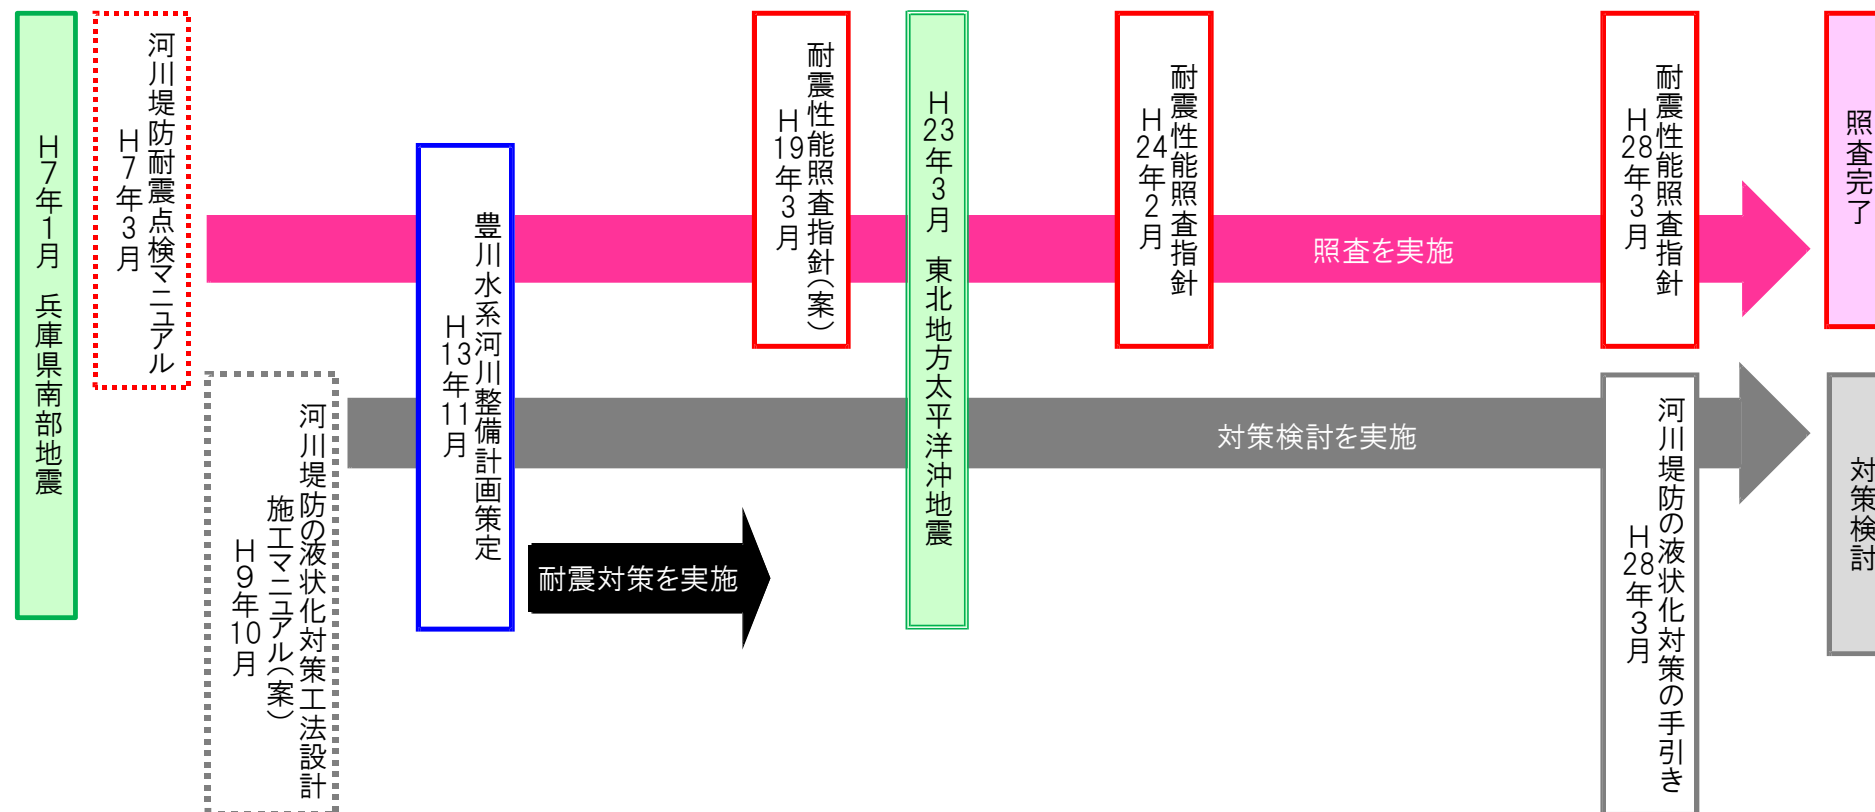 H7年1月 兵庫県南部地震
河川堤防耐震点検マニュアル
H7年3月
河川堤防の液状化対策工法設計
施工マニュアル(案)
H9年10月
豊川水系河川整備計画策定
H13年11月
耐震対策を実施
耐震性能照査指針(案)
H19年3月
H23年3月 東北地方太平洋沖地震
耐震性能照査指針
H24年2月
照査を実施
対策検討を実施
耐震性能照査指針
H28年3月
河川堤防の液状化対策の手引き
H28年3月
照査完了
対策検討